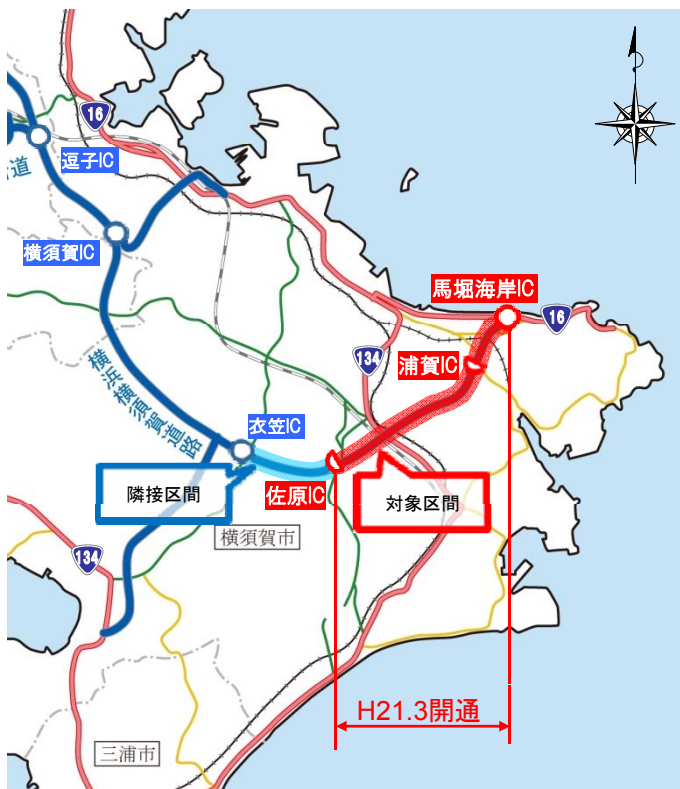 16
逗子IC
道
横須賀IC
馬堀海岸IC
16
134
浦賀IC
横浜横須賀道路
衣笠IC
隣接区間
佐原IC
対象区間
横須賀市
134
H21.3開通
三浦市